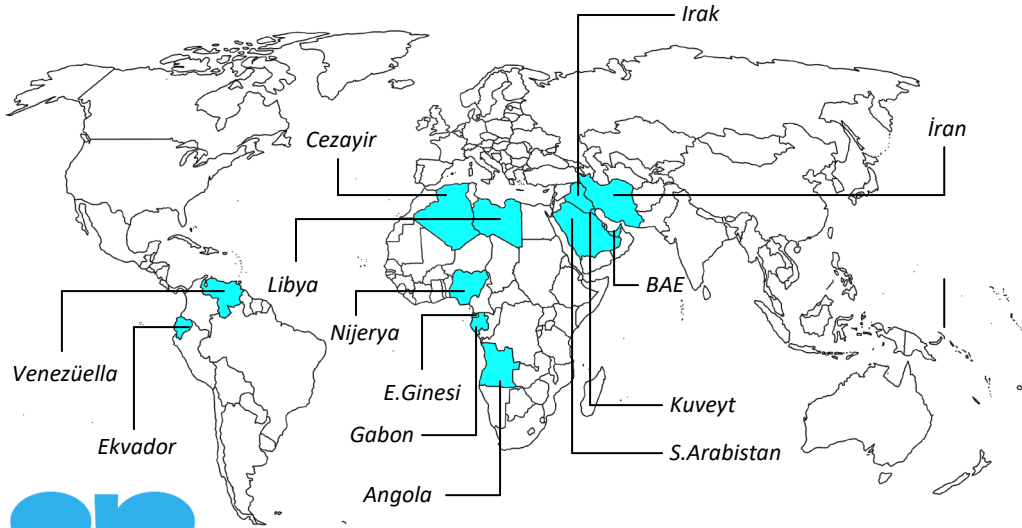 Irak
Cezayir
İran
Libya
BAE
Nijerya
Venezüella
E.Ginesi
Kuveyt
Ekvador
Gabon
S.Arabistan
Angola